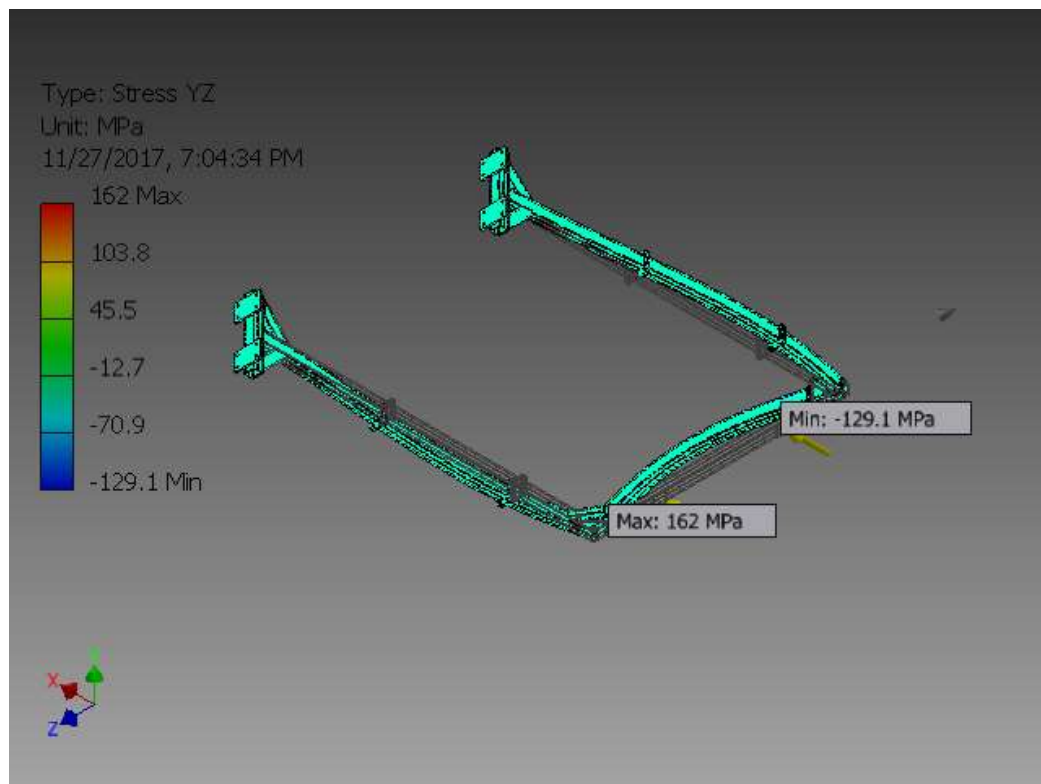 Type: Stress YZ
Unit: MPa
11/27/2017, 7:04:34 PM
162 Max
103.8
45.5
-12.7
-70.9
-129.1 Min
Min: -129.1 MPa
Max: 162 MPa
Y
X
Z